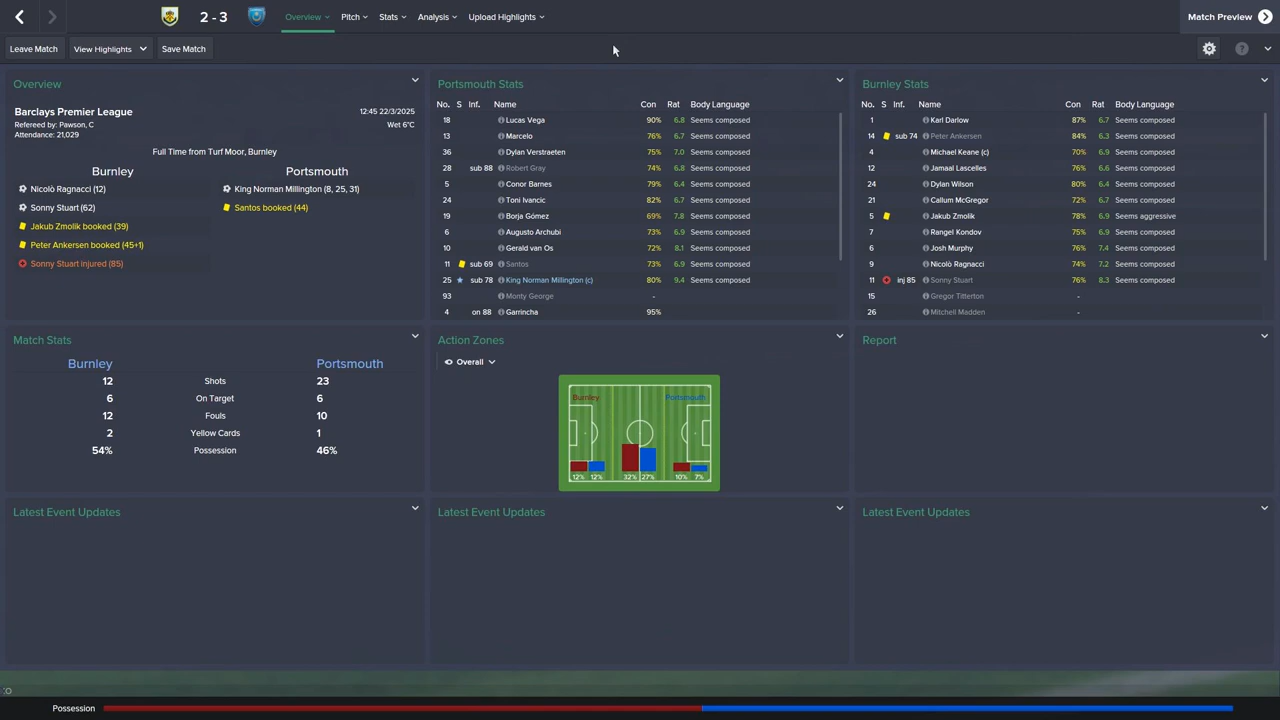 2 - 3
Overview
Pitch
Stats
Analysis
Upload Highlights
Match Preview
Leave Match
View Highlights
Save Match
Overview
Barclays Premier League
12:45 22/3/2025
Refereed by: Pawson, C
Wet 6°C
Attendance: 21,029
Full Time from Turf Moor, Burnley
Burnley Portsmouth
Nicolò Ragnacci (12) King Norman Millington (8, 25, 31)
Sonny Stuart (62) Santos booked (44)
Jakub Zmolik booked (39)
Peter Ankersen booked (45+1)
Sonny Stuart injured (85)
Portsmouth Stats
No. S Inf. Name Con Rat Body Language
18 Lucas Vega 90% 6.8 Seems composed
13 Marcelo 76% 6.7 Seems composed
36 Dylan Verstraeten 75% 7.0 Seems composed
28 sub 88 Robert Gray 74% 6.8 Seems composed
5 Conor Barnes 79% 6.4 Seems composed
24 Toni Ivancic 82% 6.7 Seems composed
19 Borja Gómez 69% 7.8 Seems composed
6 Augusto Archubi 73% 6.9 Seems composed
10 Gerald van Os 72% 8.1 Seems composed
11 sub 69 Santos 73% 6.9 Seems composed
25 sub 78 King Norman Millington (c) 80% 9.4 Seems composed
93 Monty George -
4 on 88 Garrincha 95%
Burnley Stats
No. S Inf. Name Con Rat Body Language
1 Karl Darlow 87% 6.7 Seems composed
14 sub 74 Peter Ankersen 84% 6.3 Seems composed
4 Michael Keane (c) 70% 6.9 Seems composed
12 Jamaal Lascelles 76% 6.6 Seems composed
24 Dylan Wilson 80% 6.4 Seems composed
21 Callum McGregor 72% 6.7 Seems composed
5 Jakub Zmolik 78% 6.9 Seems aggressive
7 Rangel Kondov 75% 6.9 Seems composed
6 Josh Murphy 76% 7.4 Seems composed
9 Nicolò Ragnacci 74% 7.2 Seems composed
11 inj 85 Sonny Stuart 76% 8.3 Seems composed
15 Gregor Titterton -
26 Mitchell Madden -
Match Stats
Burnley Portsmouth
12 Shots 23
6 On Target 6
12 Fouls 10
2 Yellow Cards 1
54% Possession 46%
Action Zones
Overall
Burnley Portsmouth
12% 12% 32% 27% 10% 7%
Report
Latest Event Updates
Latest Event Updates
Latest Event Updates
Possession